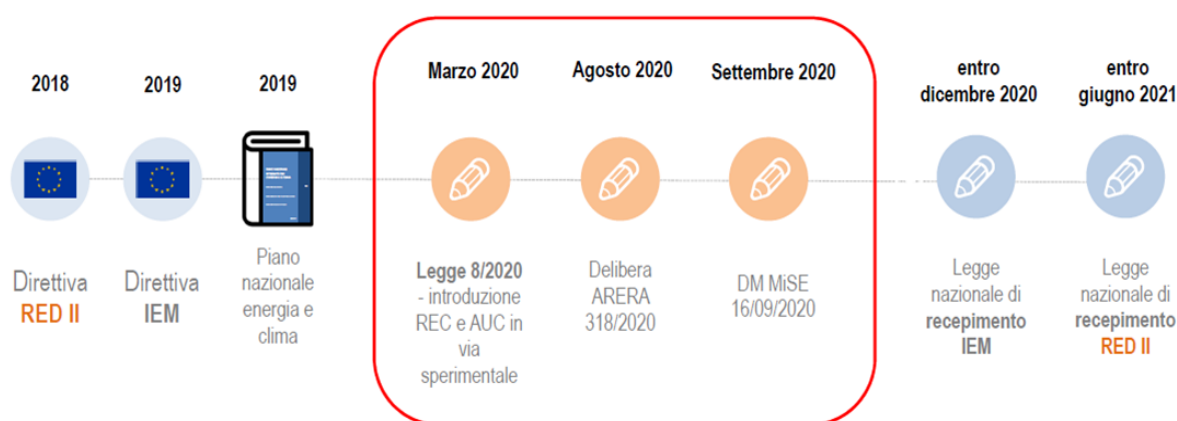 2018
2019
2019
Marzo 2020
Agosto 2020
Settembre 2020
entro
dicembre 2020
entro
giugno 2021
Direttiva
RED II
Direttiva
IEM
Piano
nazionale
energia e
clima
Legge 8/2020
- introduzione
REC e AUC in
via
sperimentale
Delibera
ARERA
318/2020
DM MiSE
16/09/2020
Legge
nazionale di
recepimento
IEM
Legge
nazionale di
recepimento
RED II